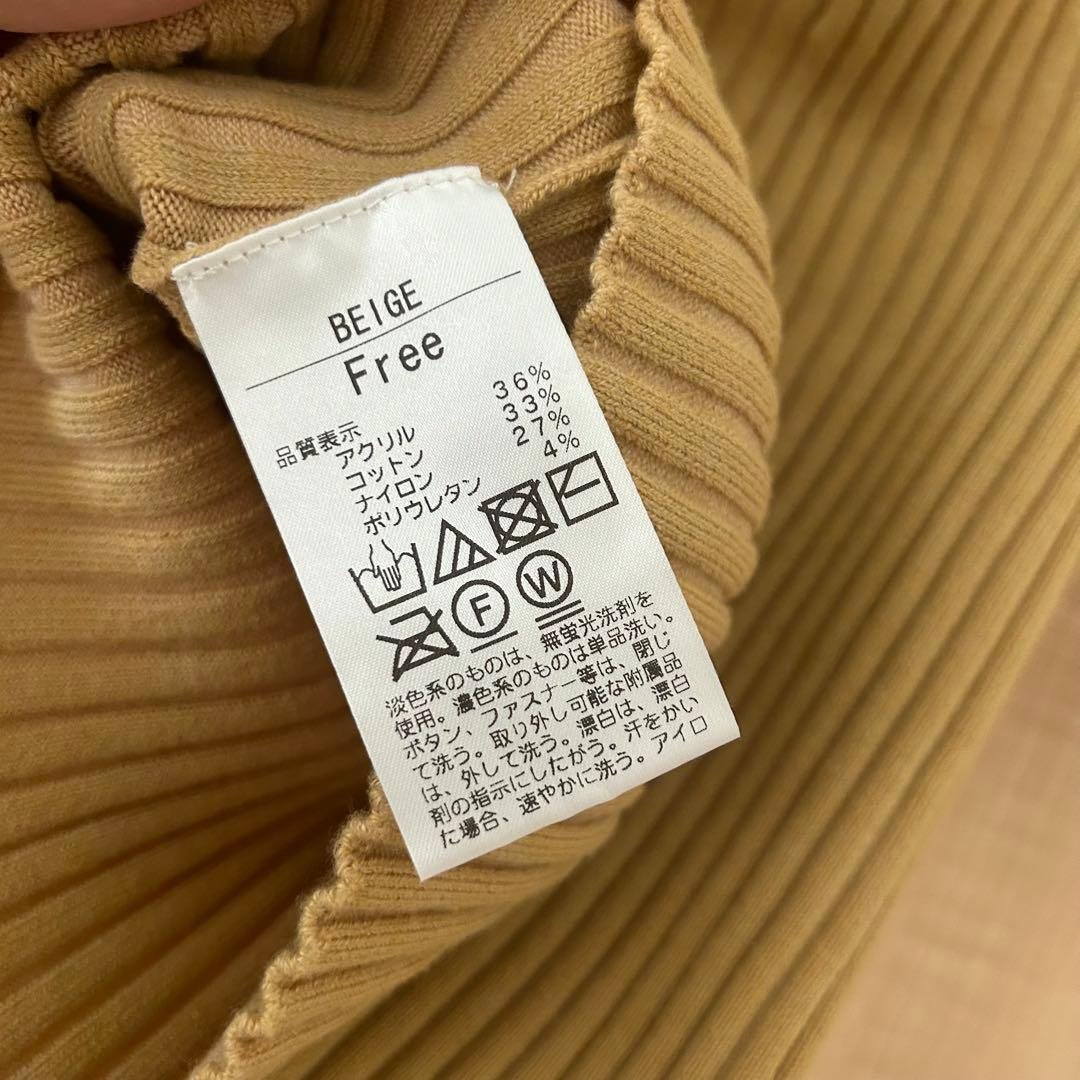 BEIGE
Free
品質表示
アクリル 36%
コットン 33%
ナイロン 27%
ポリウレタン 4%
F W
淡色系のものは、無蛍光洗剤を
使用。濃色系のものは単品洗い。
ボタン、ファスナー等は、閉じ
て洗う。取り外し可能な附属品
は、外して洗う。漂白は、漂白
剤の指示にしたがう。汗をかい
た場合、速やかに洗う。アイロ